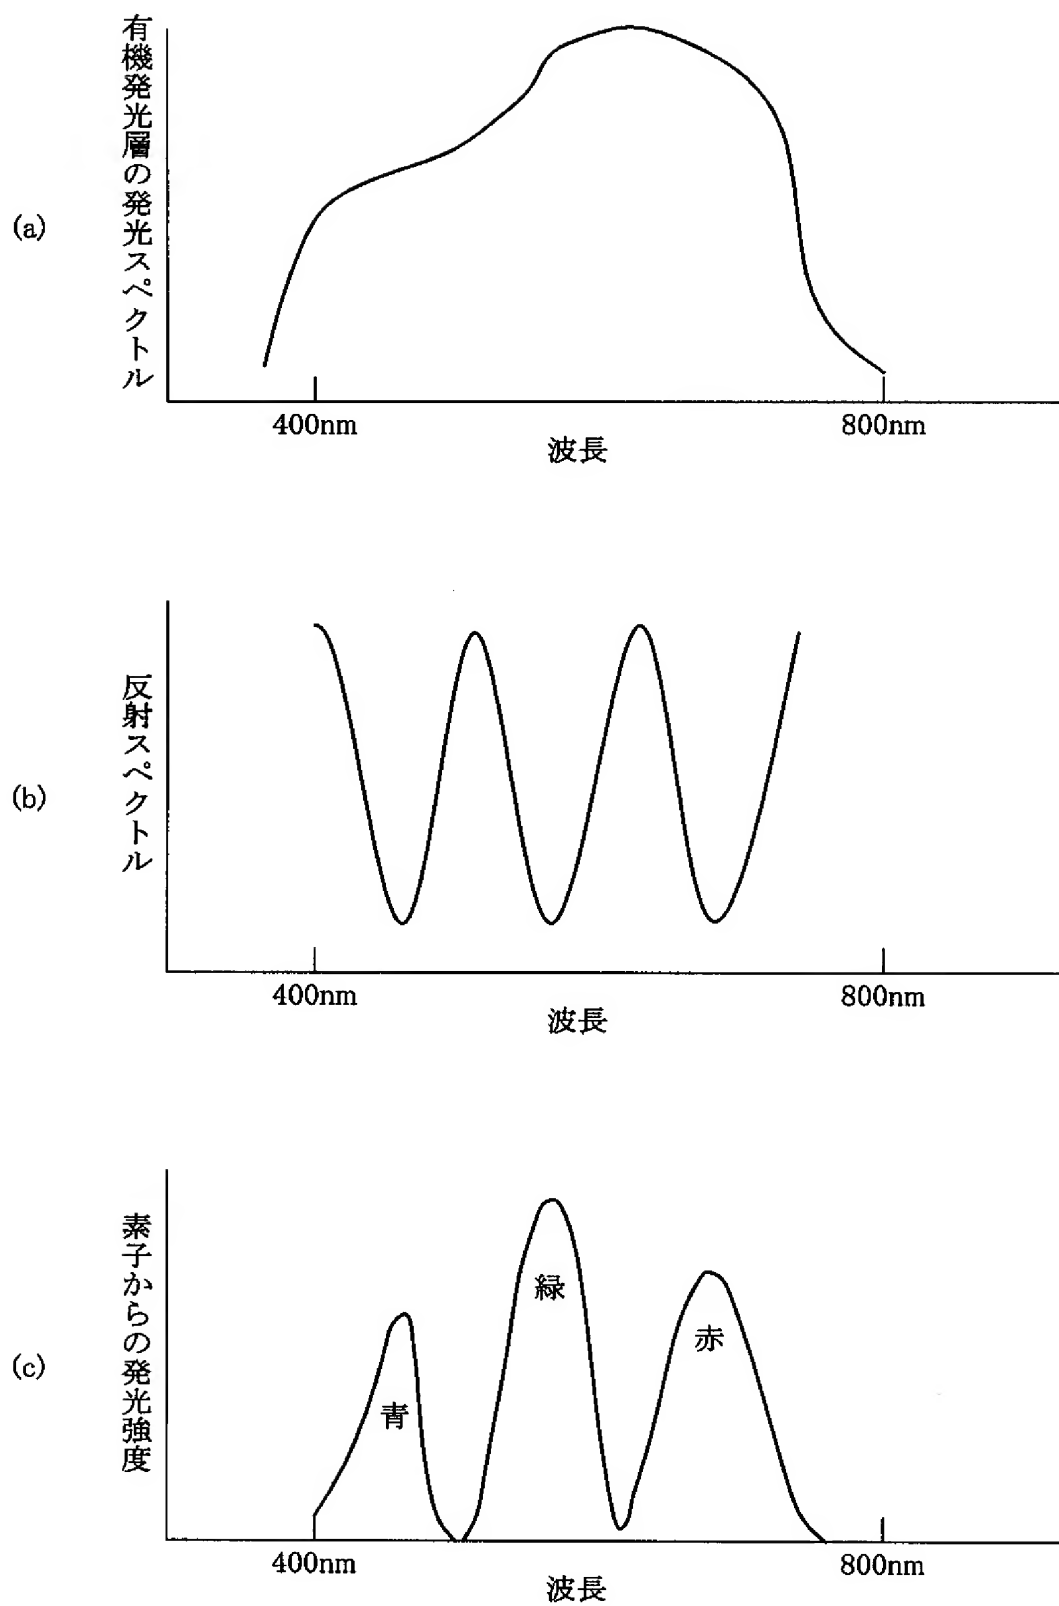 (a)
有機発光層の発光スペクトル
400nm
800nm
波長
(b)
反射スペクトル
400nm
800nm
波長
(c)
素子からの発光強度
青
緑
赤
400nm
800nm
波長